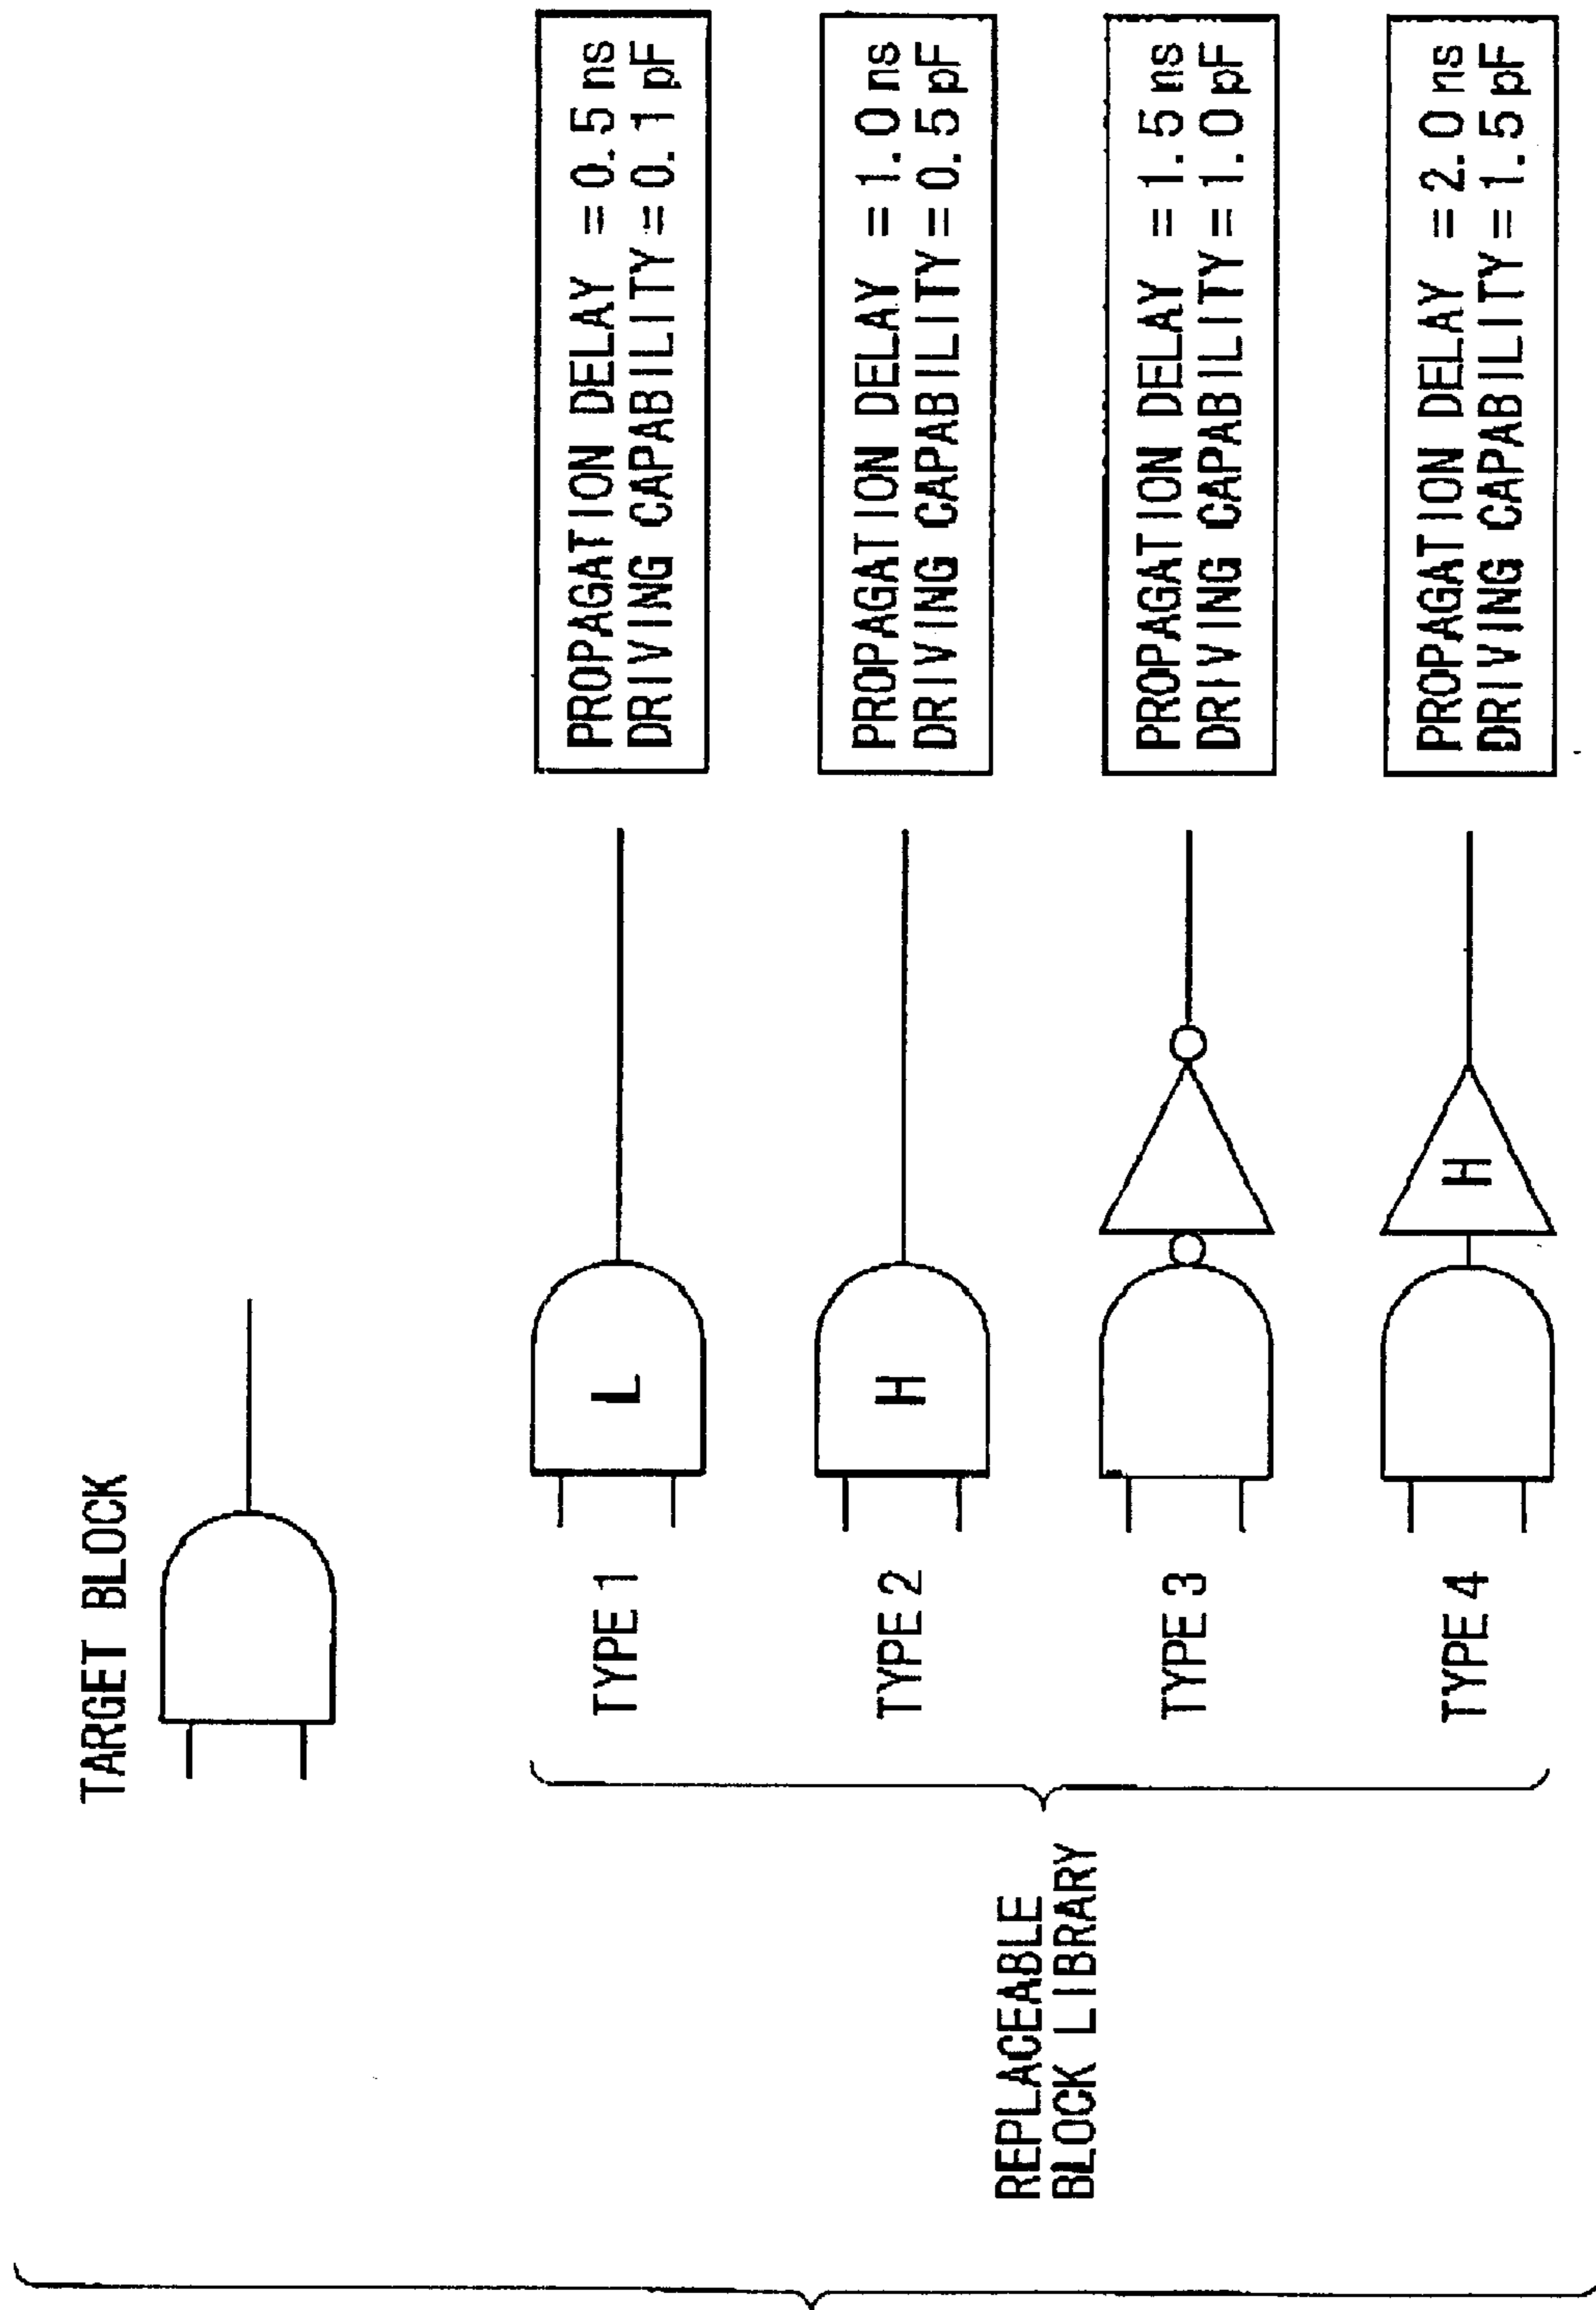 TARGET BLOCK
REPLACEABLE
BLOCK LIBRARY
TYPE 1
L
PROPAGATION DELAY = 0.5 ns
DRIVING CAPABILITY = 0.1 pF
TYPE 2
H
PROPAGATION DELAY = 1.0 ns
DRIVING CAPABILITY = 0.5 pF
TYPE 3
PROPAGATION DELAY = 1.5 ns
DRIVING CAPABILITY = 1.0 pF
TYPE 4
H
PROPAGATION DELAY = 2.0 ns
DRIVING CAPABILITY = 1.5 pF